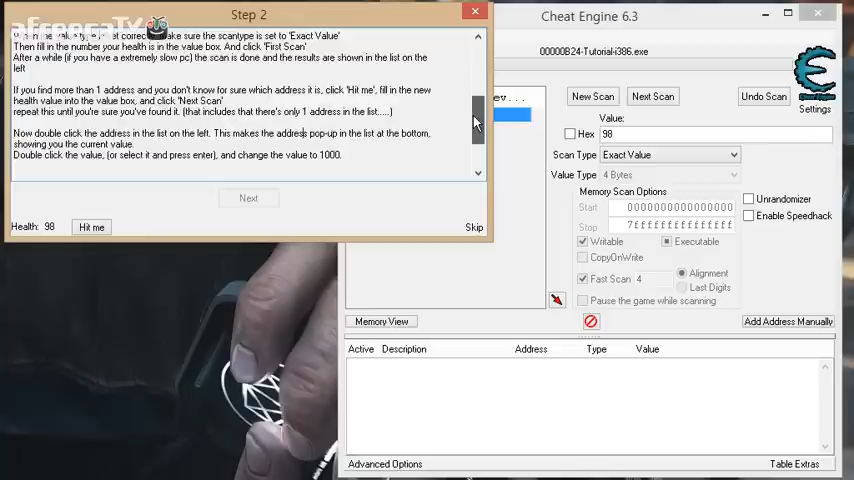 afreecaTV
Step 2
Then fill in the number your health is in the value box. And click 'First Scan'
After a while (if you have a extremely slow pc) the scan is done and the results are shown in the list on the
left
If you find more than 1 address and you don't know for sure which address it is, click 'Hit me', fill in the new
health value into the value box, and click 'Next Scan'
repeat this until you're sure you've found it. (that includes that there's only 1 address in the list.....)
Now double click the address in the list on the left. This makes the address pop-up in the list at the bottom,
showing you the current value.
Double click the value, (or select it and press enter), and change the value to 1000.
Next
Health: 98
Hit me
Skip
Cheat Engine 6.3
00000B24-Tutorial-i386.exe
ev...
New Scan
Next Scan
Undo Scan
Settings
Value:
Hex
98
Scan Type
Exact Value
Value Type
4 Bytes
Memory Scan Options
Start
0000000000000000
Stop
7fffffffffffffff
Writable
Executable
CopyOnWrite
Fast Scan
4
Alignment
Last Digits
Pause the game while scanning
Unrandomizer
Enable Speedhack
Memory View
Add Address Manually
Active Description Address Type Value
Advanced Options
Table Extras